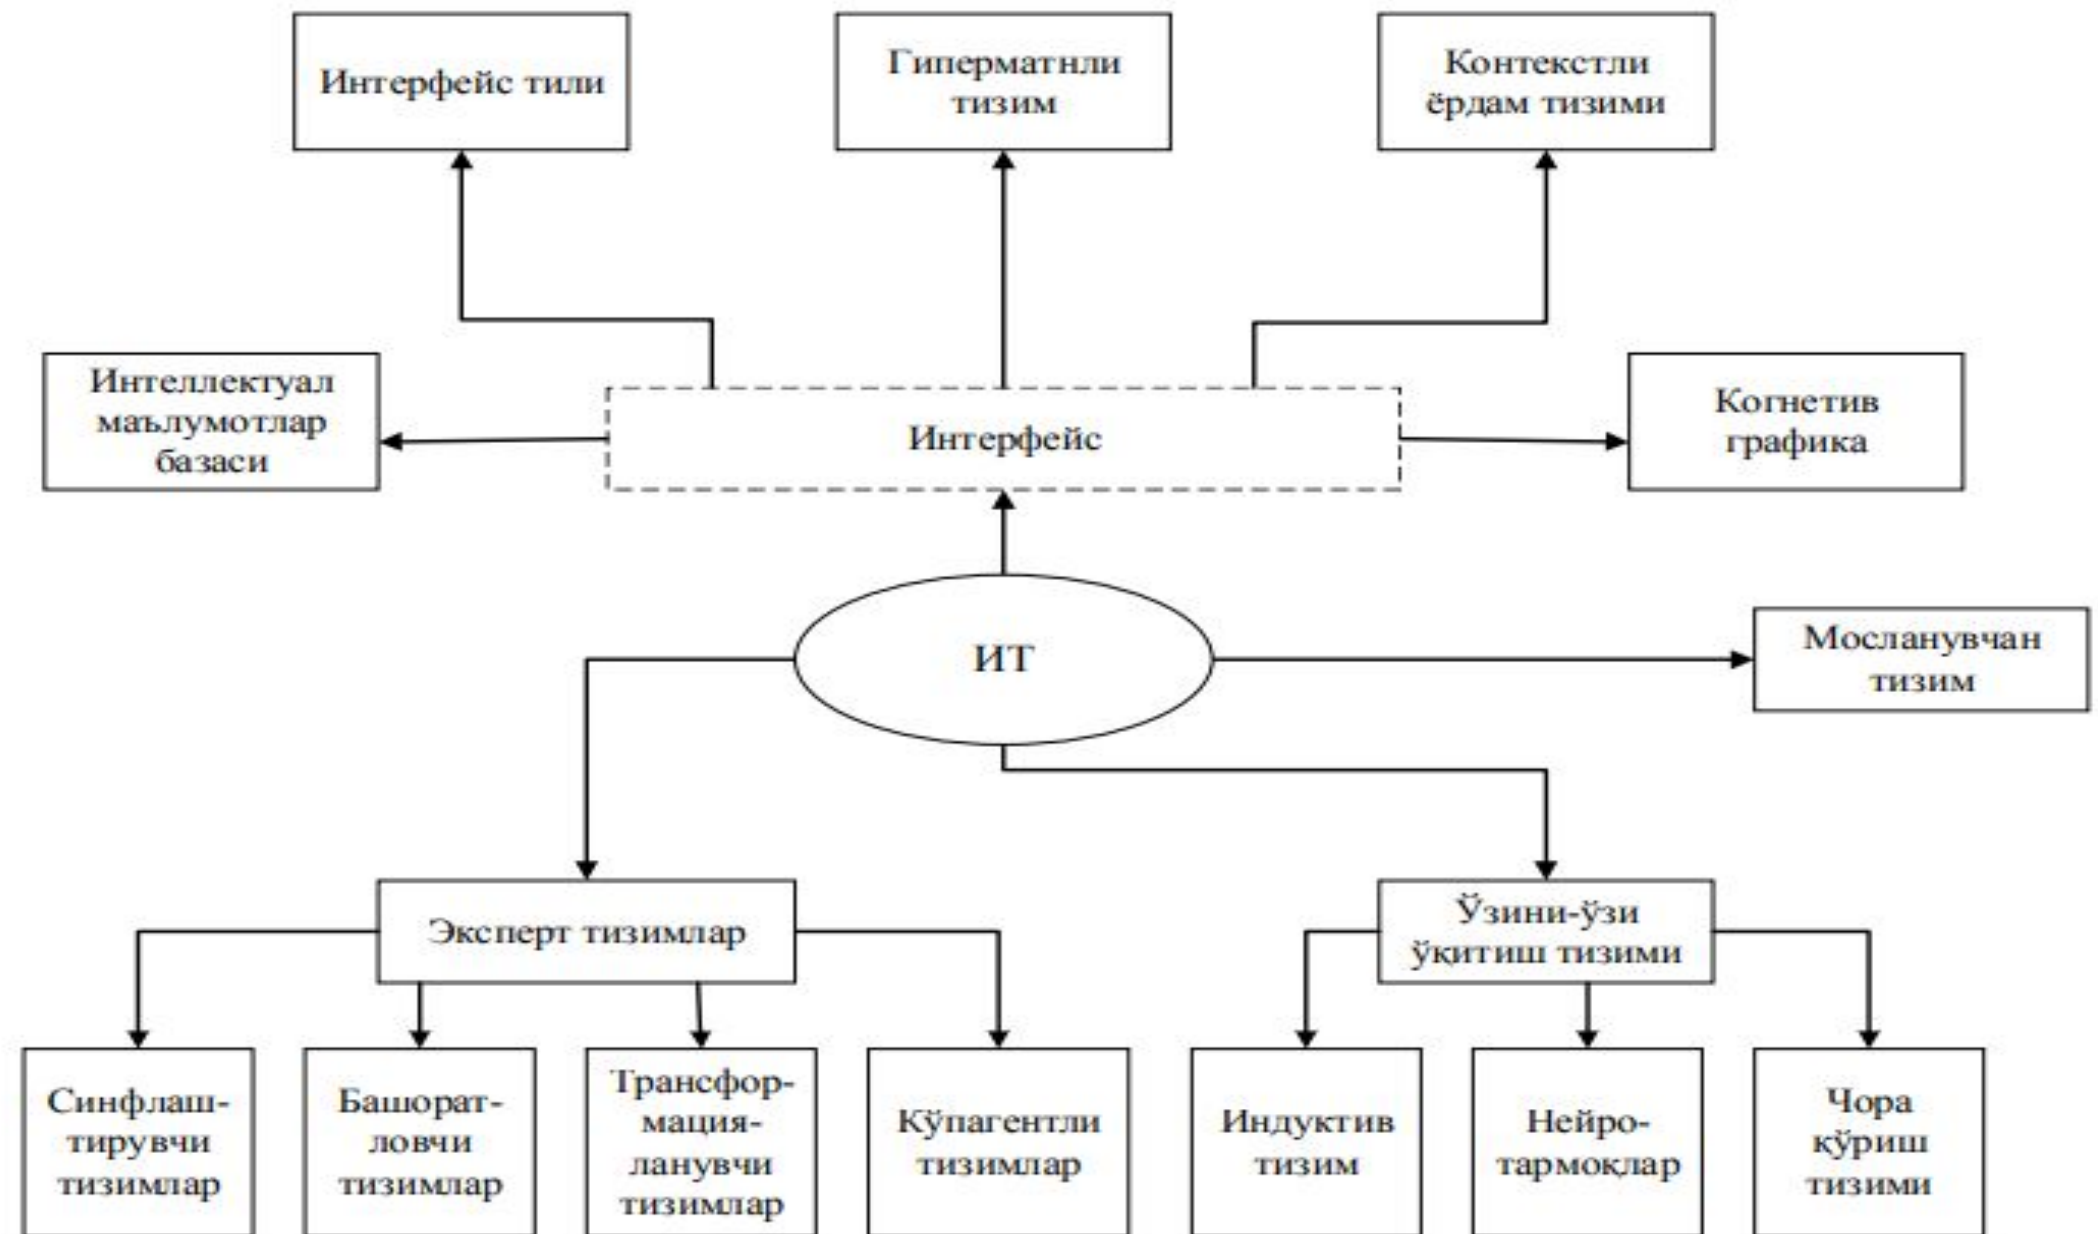 Интерфейс тили
Гиперматнли
тизим
Контекстли
ёрдам тизими
Интеллектуал
маълумотлар
базаси
Интерфейс
Когнетив
графика
ИТ
Мосланувчан
тизим
Эксперт тизимлар
Ўзини-ўзи
ўқитиш тизими
Синфлаш-
тирувчи
тизимлар
Башорат-
ловчи
тизимлар
Трансфор-
мация-
ланувчи
тизимлар
Кўпагентли
тизимлар
Индуктив
тизим
Нейро-
тармоқлар
Чора
қўриш
тизими